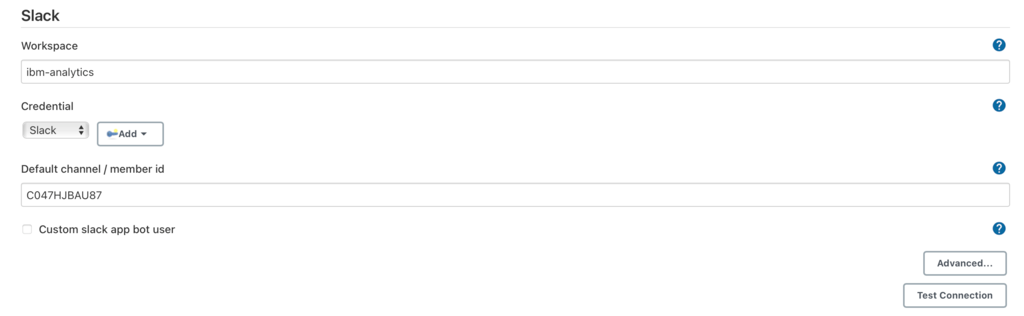 Slack
Workspace
?
ibm-analytics
Credential
?
Slack
Add
Default channel / member id
?
C047HJBAU87
Custom slack app bot user
?
Advanced...
Test Connection